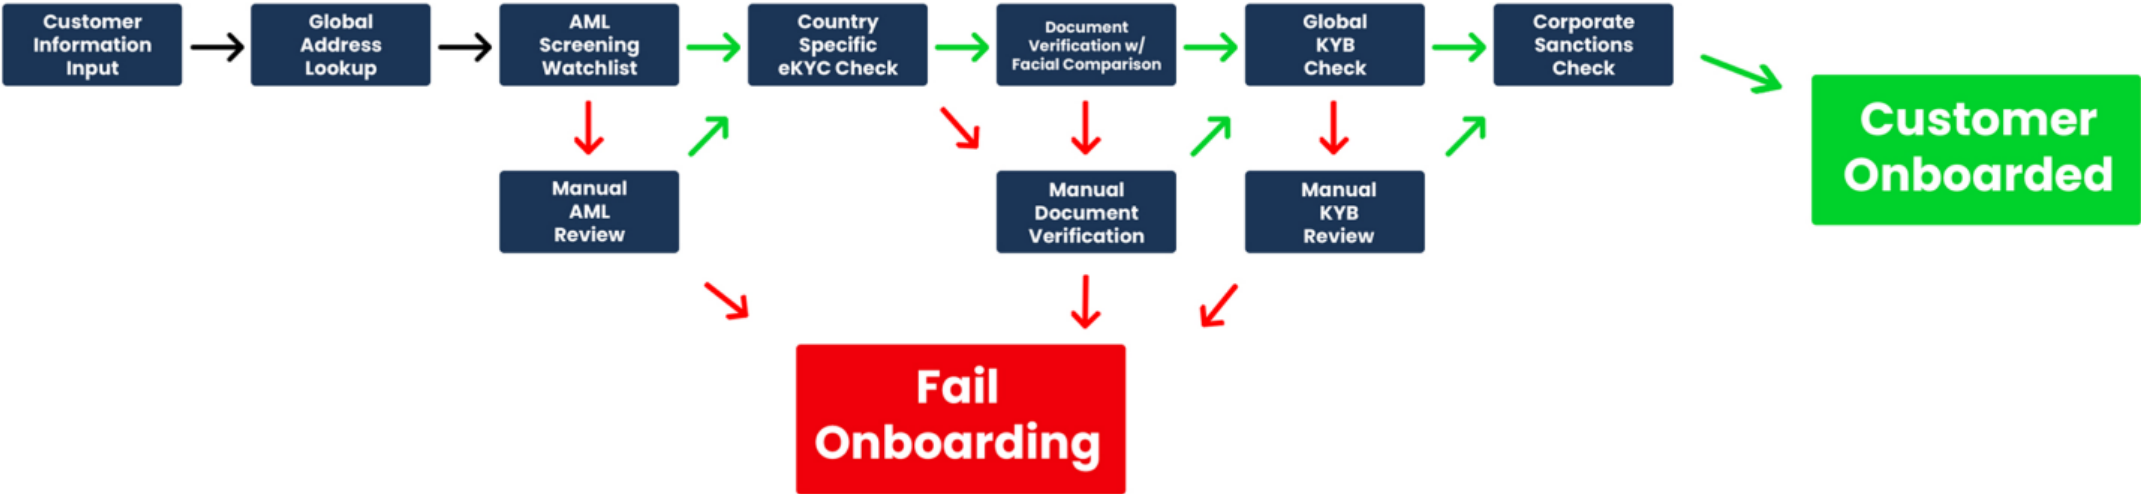 Customer
Information
Input
Global
Address
Lookup
AML
Screening
Watchlist
Country
Specific
eKYC Check
Document
Verification w/
Facial Comparison
Global
KYB
Check
Corporate
Sanctions
Check
Customer
Onboarded
Manual
AML
Review
Manual
Document
Verification
Manual
KYB
Review
Fail
Onboarding